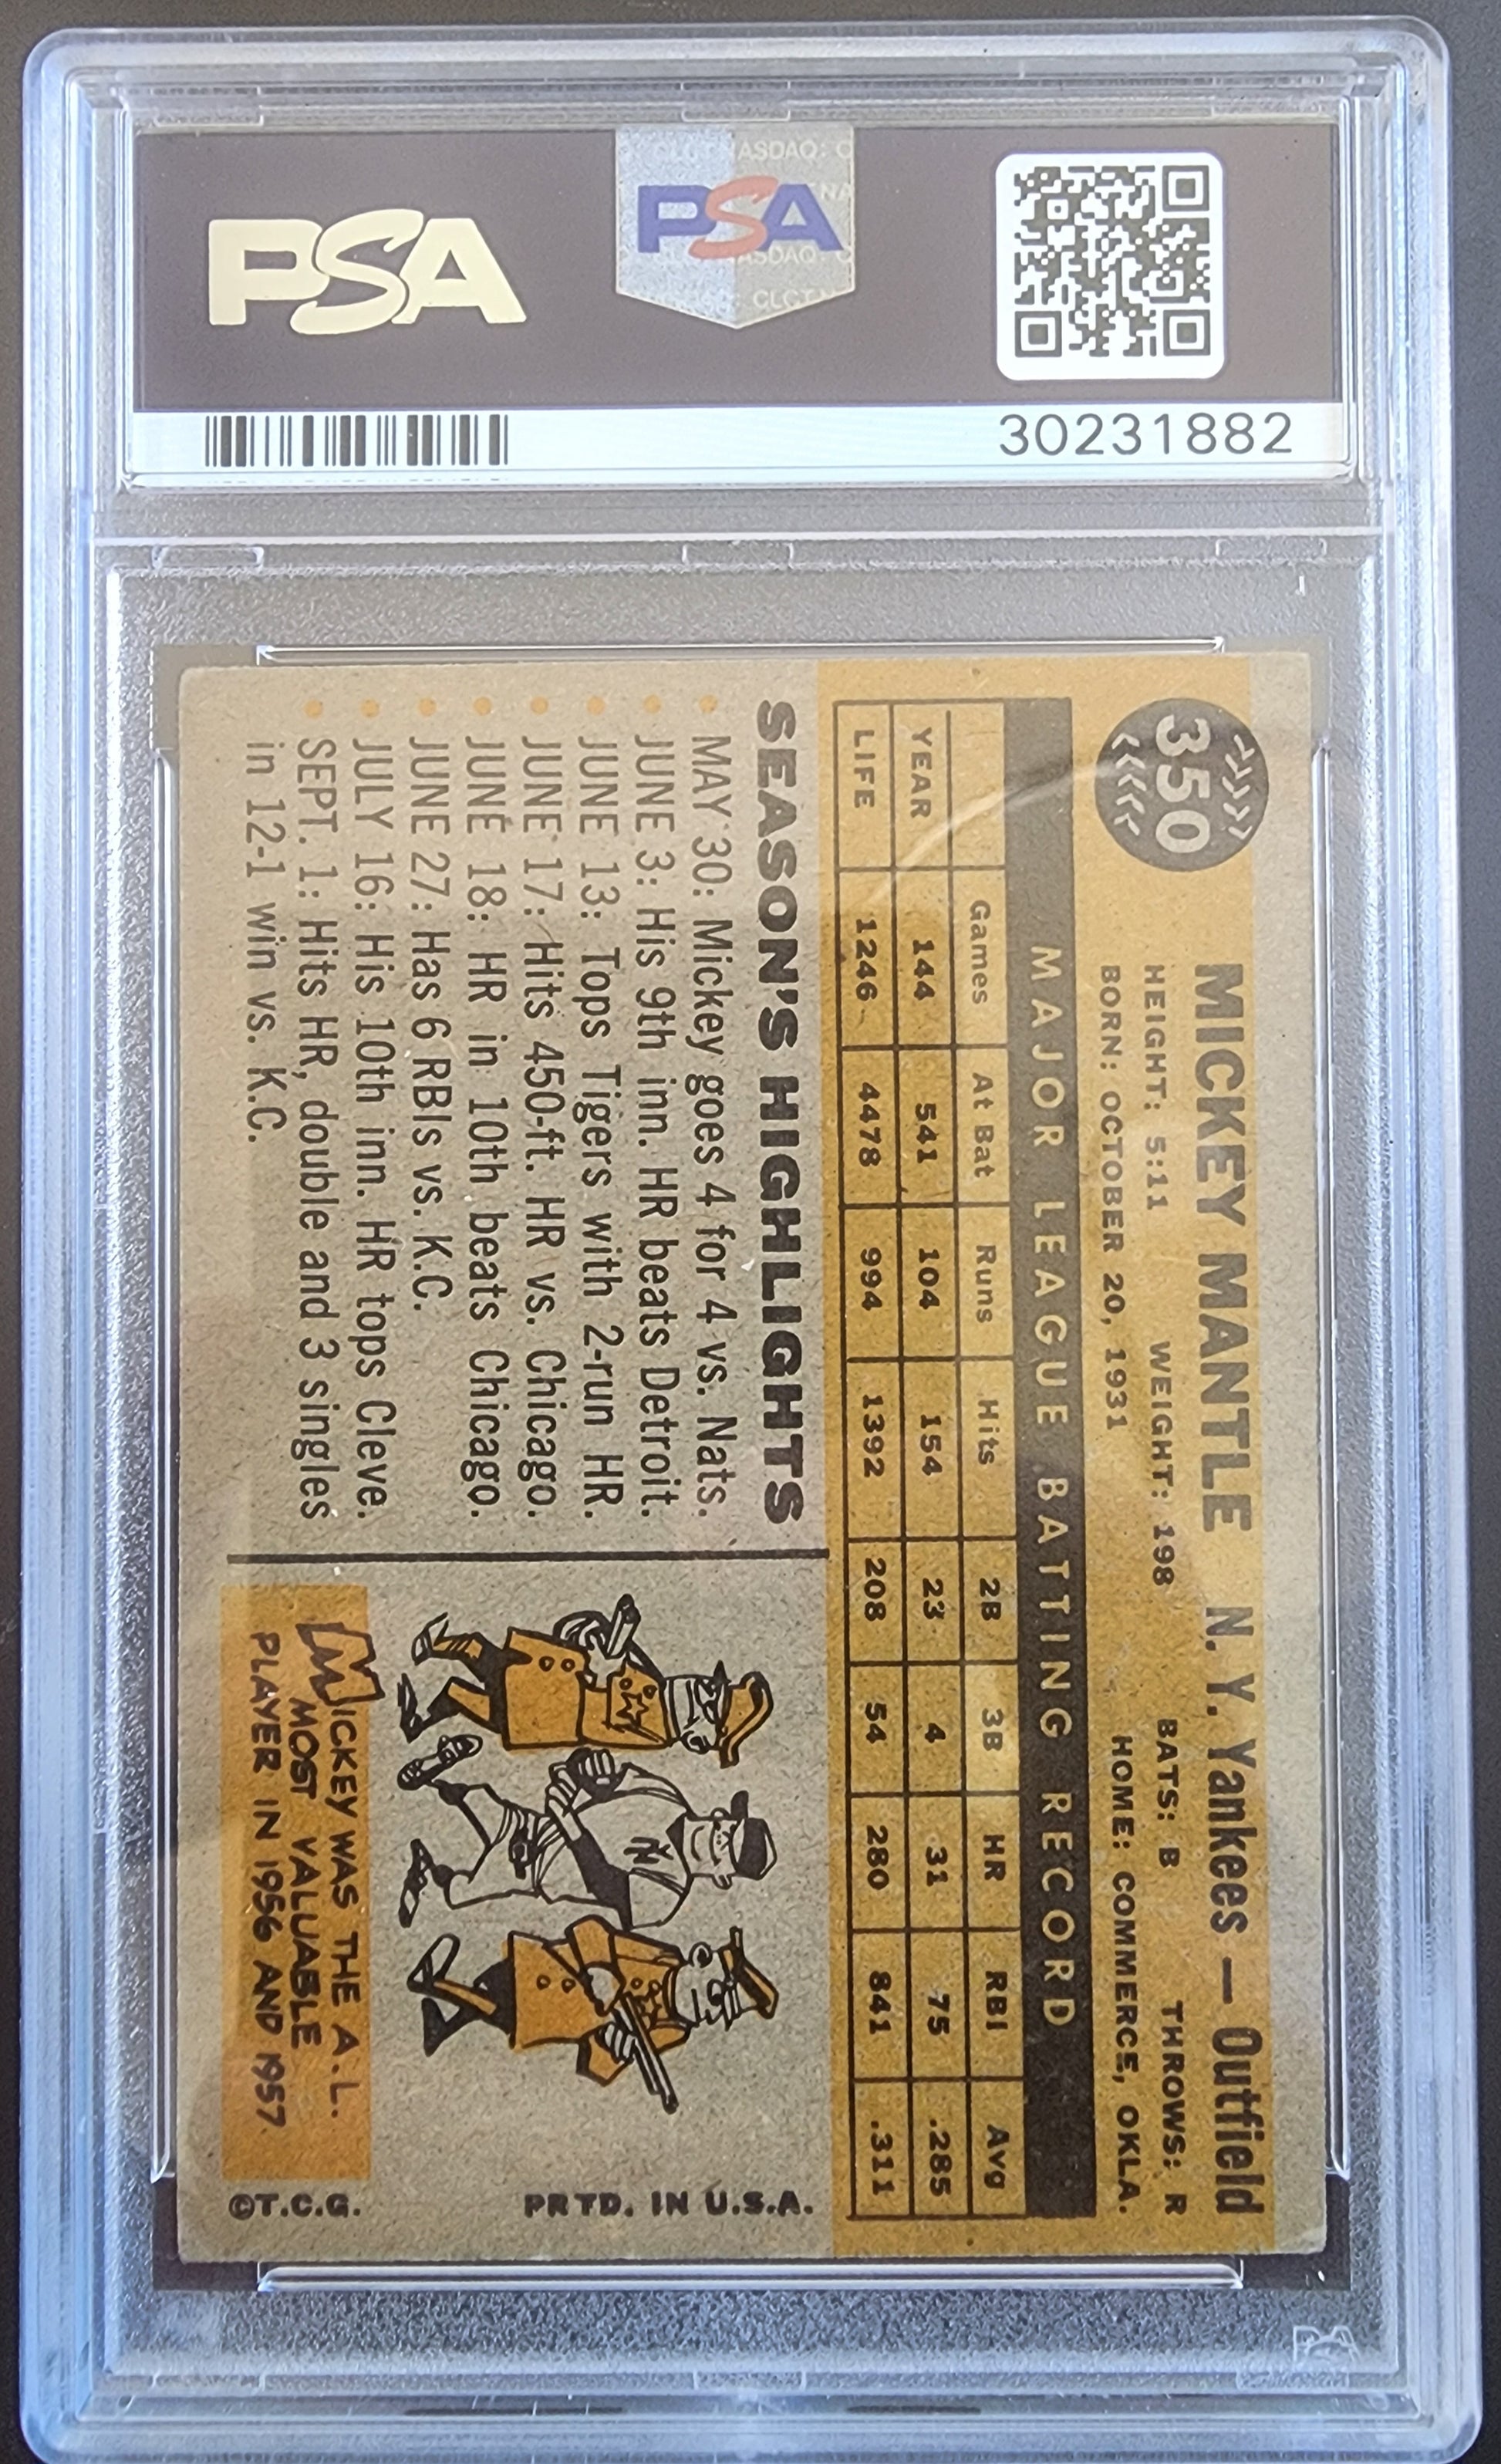 PSA
CLCT NASDAQ: C
NA
PSA
NASDAQ: C
CLCT N
30231882
350
MICKEY MANTLE N. Y. Yankees — Outfield
HEIGHT: 5:11 WEIGHT: 198 BATS: B THROWS: R
BORN: OCTOBER 20, 1931 HOME: COMMERCE, OKLA.
MAJOR LEAGUE BATTING RECORD
Games At Bat Runs Hits 2B 3B HR RBI Avg
YEAR 144 541 104 154 23 4 31 75 .285
LIFE 1246 4478 994 1392 208 54 280 841 .311
SEASON'S HIGHLIGHTS
• MAY 30: Mickey goes 4 for 4 vs. Nats.
• JUNE 3: His 9th inn. HR beats Detroit.
• JUNE 13: Tops Tigers with 2-run HR.
• JUNE 17: Hits 450-ft. HR vs. Chicago.
• JUNE 18: HR in 10th beats Chicago.
• JUNE 27: Has 6 RBIs vs. K.C.
• JULY 16: His 10th inn. HR tops Cleve.
• SEPT. 1: Hits HR, double and 3 singles
in 12-1 win vs. K.C.
NY
MICKEY WAS THE A.L.
MOST VALUABLE
PLAYER IN 1956 AND 1957
PRTD. IN U.S.A.
©T.C.G.
PSA